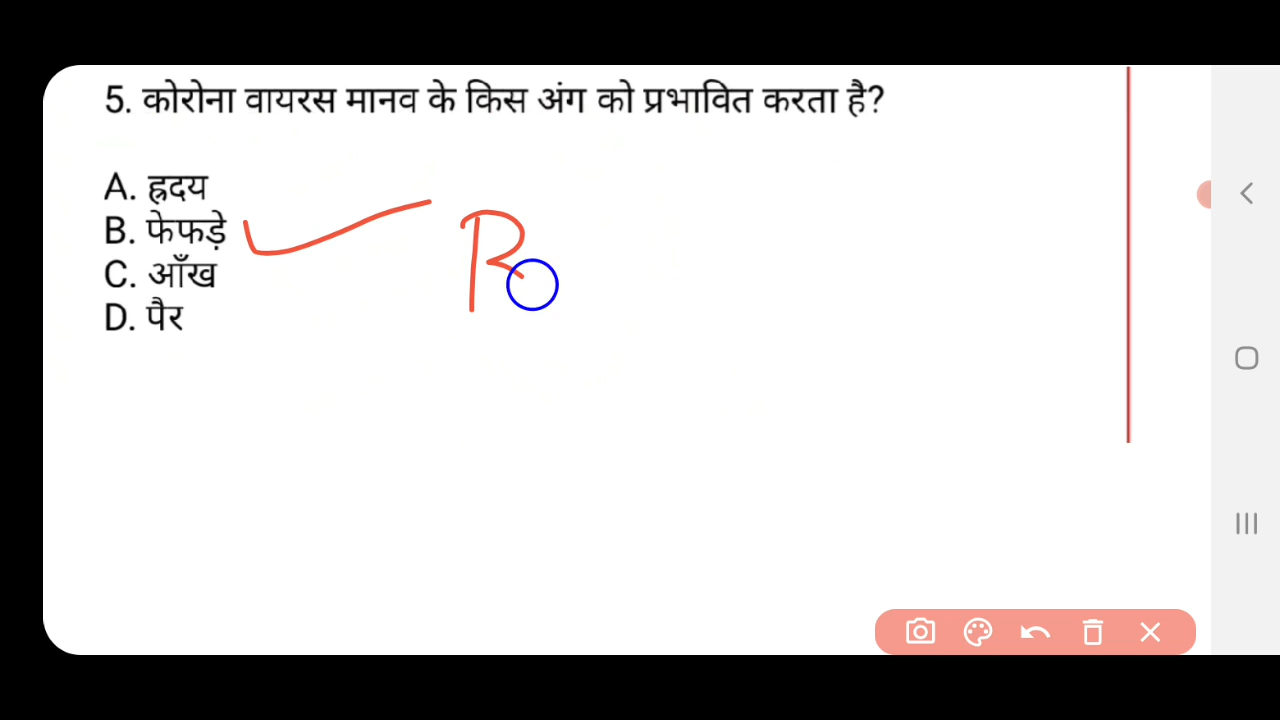 5. कोरोना वायरस मानव के किस अंग को प्रभावित करता है?
A. ह्रदय
B. फेफड़े
C. आँख
D. पैर
R